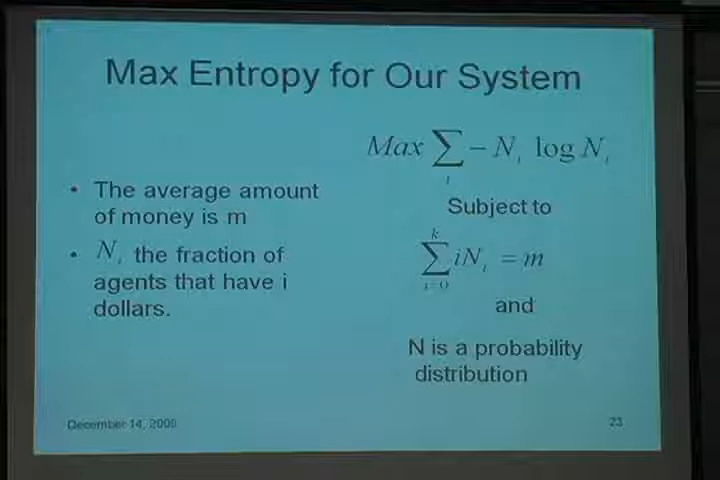 Max Entropy for Our System
• The average amount
of money is m
• N_i the fraction of
agents that have i
dollars.
Max ∑_i − N_i log N_i
Subject to
∑_{i=0}^{k} iN_i = m
and
N is a probability
distribution
December 14,
23